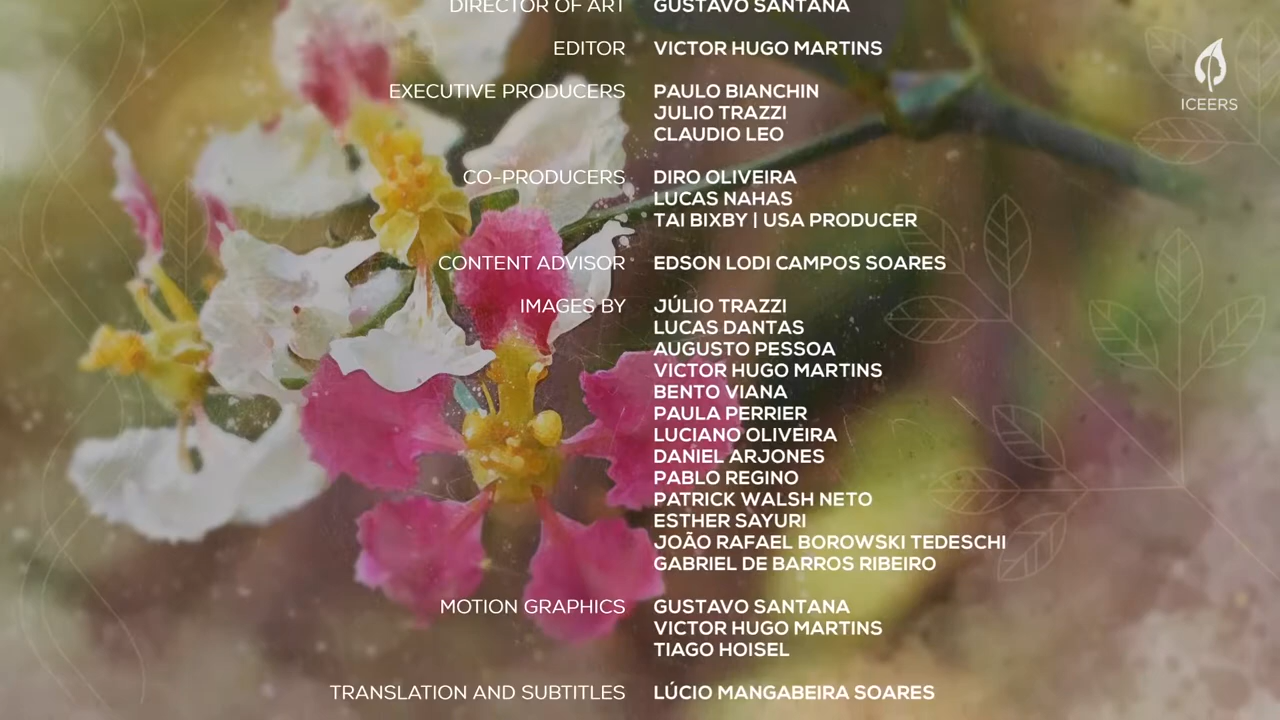 DIRECTOR OF ART GUSTAVO SANTANA
EDITOR VICTOR HUGO MARTINS
ICEERS
EXECUTIVE PRODUCERS PAULO BIANCHIN
JULIO TRAZZI
CLAUDIO LEO
CO-PRODUCERS DIRO OLIVEIRA
LUCAS NAHAS
TAI BIXBY | USA PRODUCER
CONTENT ADVISOR EDSON LODI CAMPOS SOARES
IMAGES BY JÚLIO TRAZZI
LUCAS DANTAS
AUGUSTO PESSOA
VICTOR HUGO MARTINS
BENTO VIANA
PAULA PERRIER
LUCIANO OLIVEIRA
DANIEL ARJONES
PABLO REGINO
PATRICK WALSH NETO
ESTHER SAYURI
JOÃO RAFAEL BOROWSKI TEDESCHI
GABRIEL DE BARROS RIBEIRO
MOTION GRAPHICS GUSTAVO SANTANA
VICTOR HUGO MARTINS
TIAGO HOISEL
TRANSLATION AND SUBTITLES LÚCIO MANGABEIRA SOARES